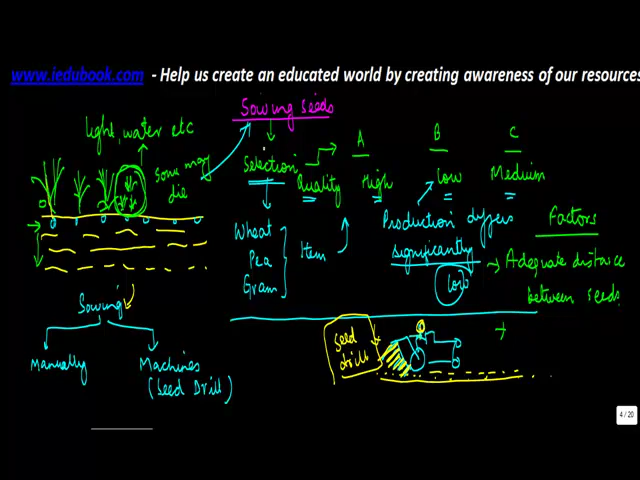 www.iedubook.com - Help us create an educated world by creating awareness of our resources
Sowing seeds
light, water etc
Some may
die
Selection
Quality
A
High
B
Low
C
Medium
Wheat
Pea
Gram
Item
Production differs
significantly
low
Factors
→ Adequate distance
between seeds
Sowing
Manually
Machines
(Seed Drill)
seed
drill
+
4 / 20